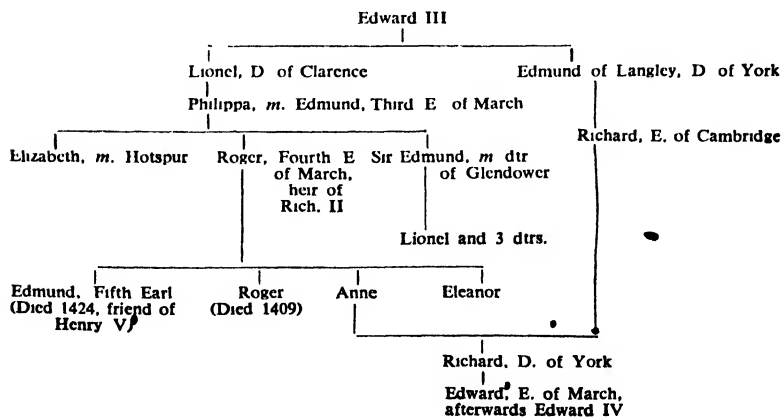 Edward III
Lionel, D of Clarence Edmund of Langley, D of York
Philippa, m. Edmund, Third E of March
Richard, E. of Cambridge
Elizabeth, m. Hotspur Roger, Fourth E Sir Edmund, m dtr
of March, of Glendower
heir of
Rich. II
Lionel and 3 dtrs.
Edmund, Fifth Earl Roger Anne Eleanor
(Died 1424, friend of (Died 1409)
Henry V)
Richard, D. of York
Edward, E. of March,
afterwards Edward IV